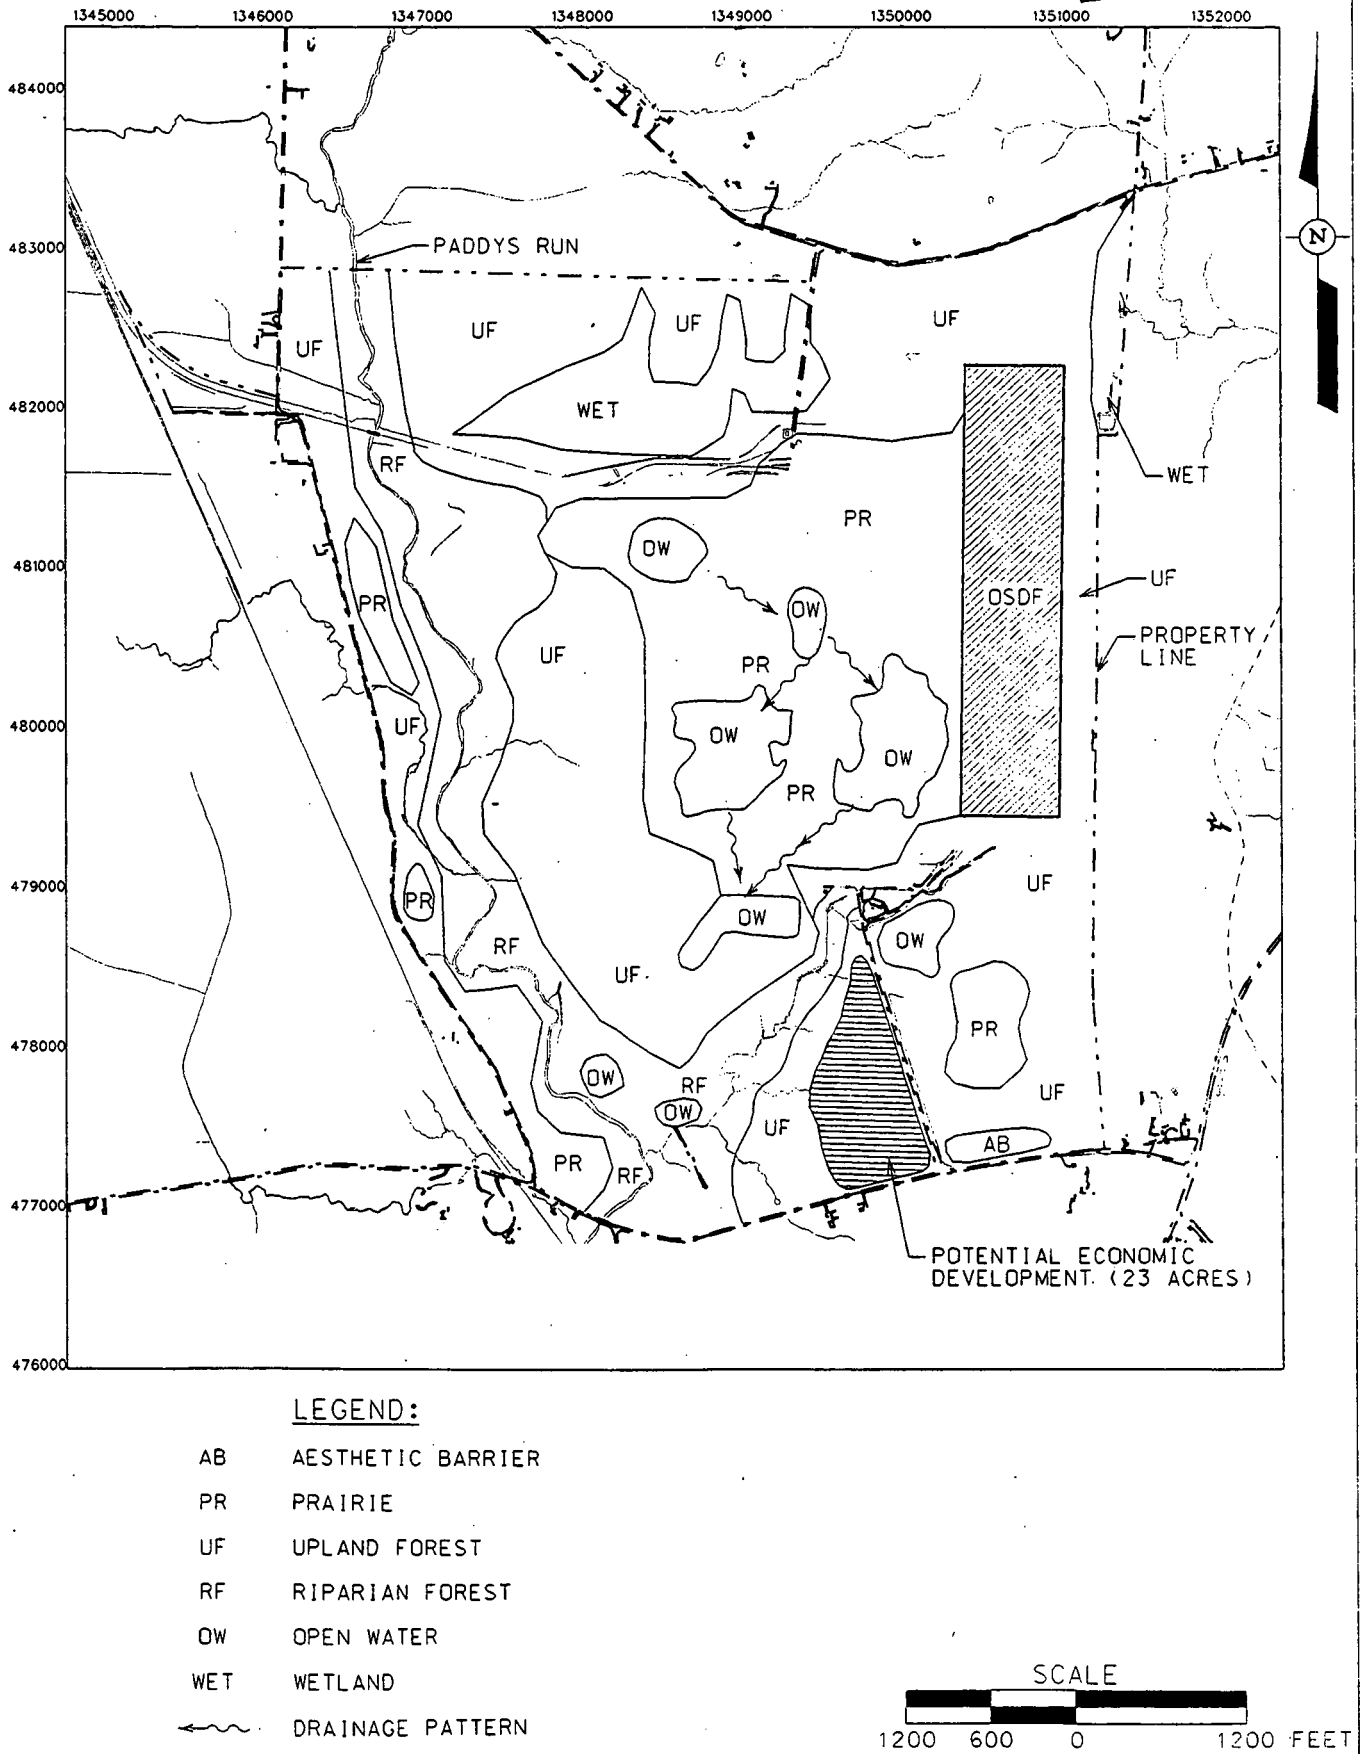 1345000 1346000 1347000 1348000 1349000 1350000 1351000 1352000
484000
483000
PADDYS RUN
N
UF
UF
UF
UF
482000
WET
RF
WET
PR
OW
481000
UF
PR
OSDF
OW
UF
PR
PROPERTY
LINE
480000
UF
OW
OW
PR
479000
UF
PR
OW
RF
OW
UF
PR
478000
OW
RF
UF
OW
UF
AB
PR
RF
477000
POTENTIAL ECONOMIC
DEVELOPMENT. (23 ACRES)
476000
LEGEND:
AB AESTHETIC BARRIER
PR PRAIRIE
UF UPLAND FOREST
RF RIPARIAN FOREST
OW OPEN WATER
WET WETLAND
DRAINAGE PATTERN
SCALE
1200 600 0 1200 FEET